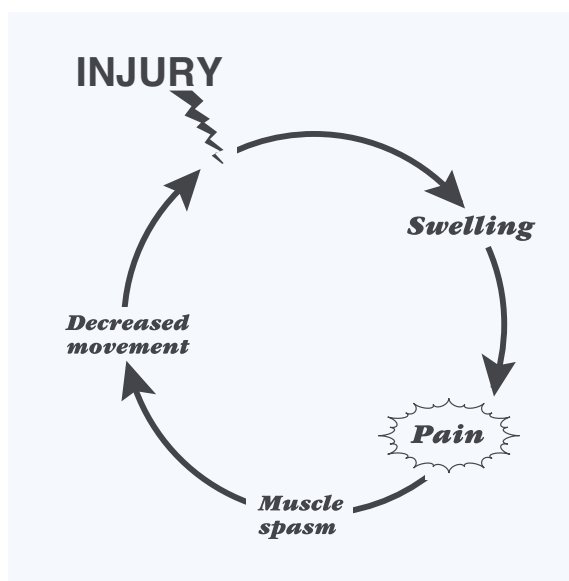 INJURY
Swelling
Pain
Muscle
spasm
Decreased
movement